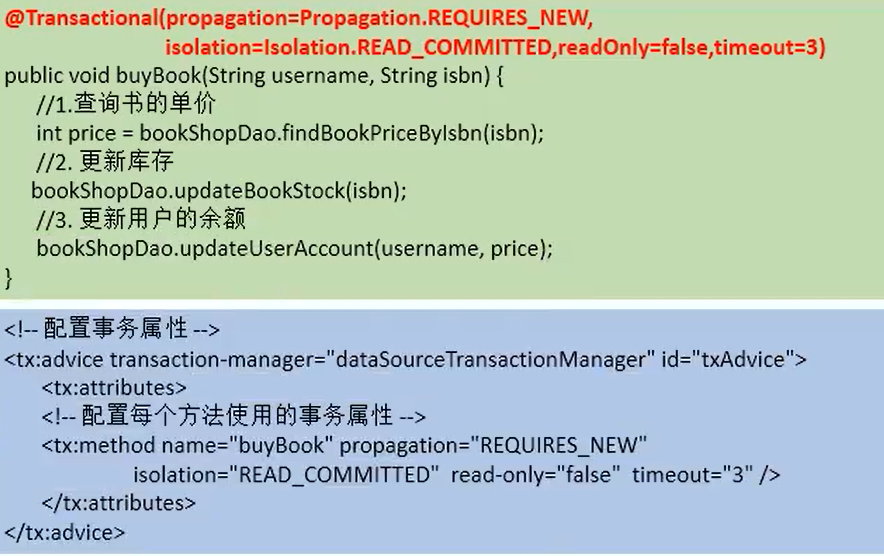 @Transactional(propagation=Propagation.REQUIRES_NEW,
isolation=Isolation.READ_COMMITTED,readOnly=false,timeout=3)
public void buyBook(String username, String isbn) {
//1.查询书的单价
int price = bookShopDao.findBookPriceByIsbn(isbn);
//2. 更新库存
bookShopDao.updateBookStock(isbn);
//3. 更新用户的余额
bookShopDao.updateUserAccount(username, price);
}
<!-- 配置事务属性 -->
<tx:advice transaction-manager="dataSourceTransactionManager" id="txAdvice">
<tx:attributes>
<!-- 配置每个方法使用的事务属性 -->
<tx:method name="buyBook" propagation="REQUIRES_NEW"
isolation="READ_COMMITTED" read-only="false" timeout="3" />
</tx:attributes>
</tx:advice>